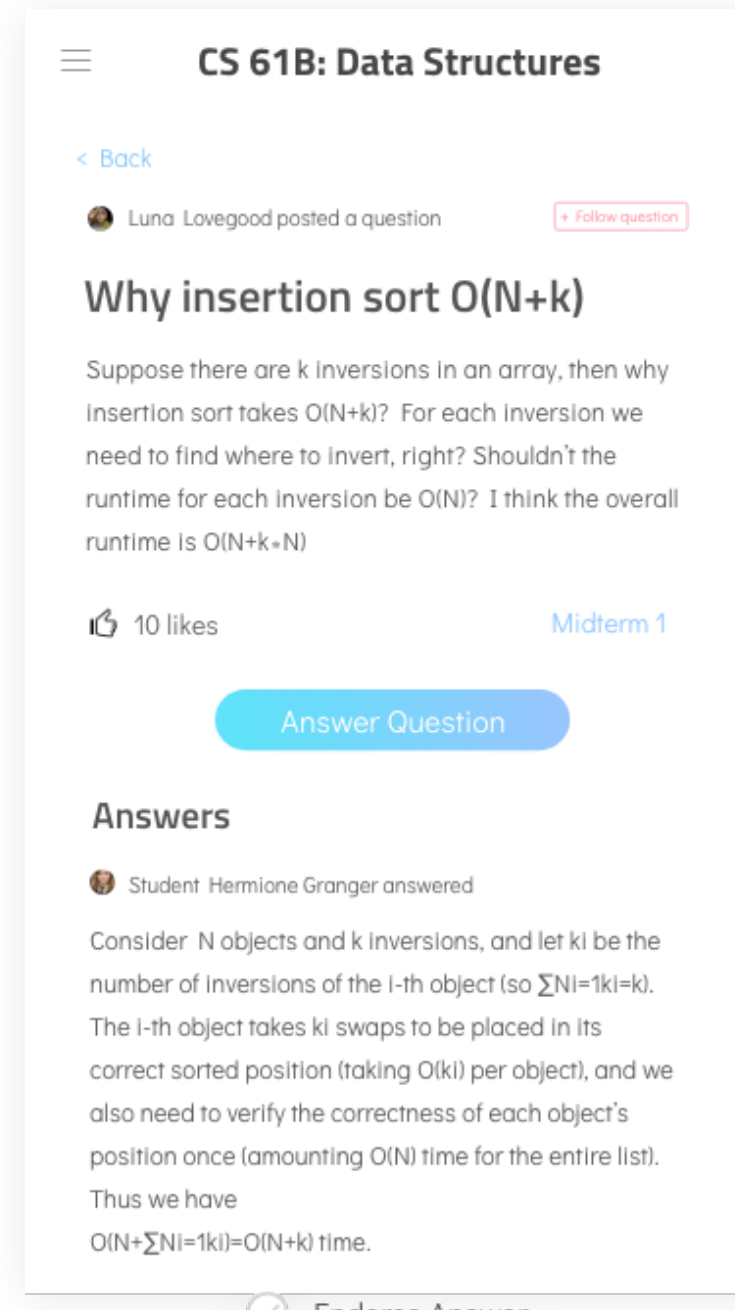 CS 61B: Data Structures
< Back
Luna Lovegood posted a question
+ Follow question
Why insertion sort O(N+k)
Suppose there are k inversions in an array, then why
insertion sort takes O(N+k)? For each inversion we
need to find where to invert, right? Shouldn't the
runtime for each inversion be O(N)? I think the overall
runtime is O(N+k*N)
10 likes
Midterm 1
Answer Question
Answers
Student Hermione Granger answered
Consider N objects and k inversions, and let ki be the
number of inversions of the i-th object (so ∑Ni=1ki=k).
The i-th object takes ki swaps to be placed in its
correct sorted position (taking O(ki) per object), and we
also need to verify the correctness of each object's
position once (amounting O(N) time for the entire list).
Thus we have
O(N+∑Ni=1ki)=O(N+k) time.
Endorse Answer